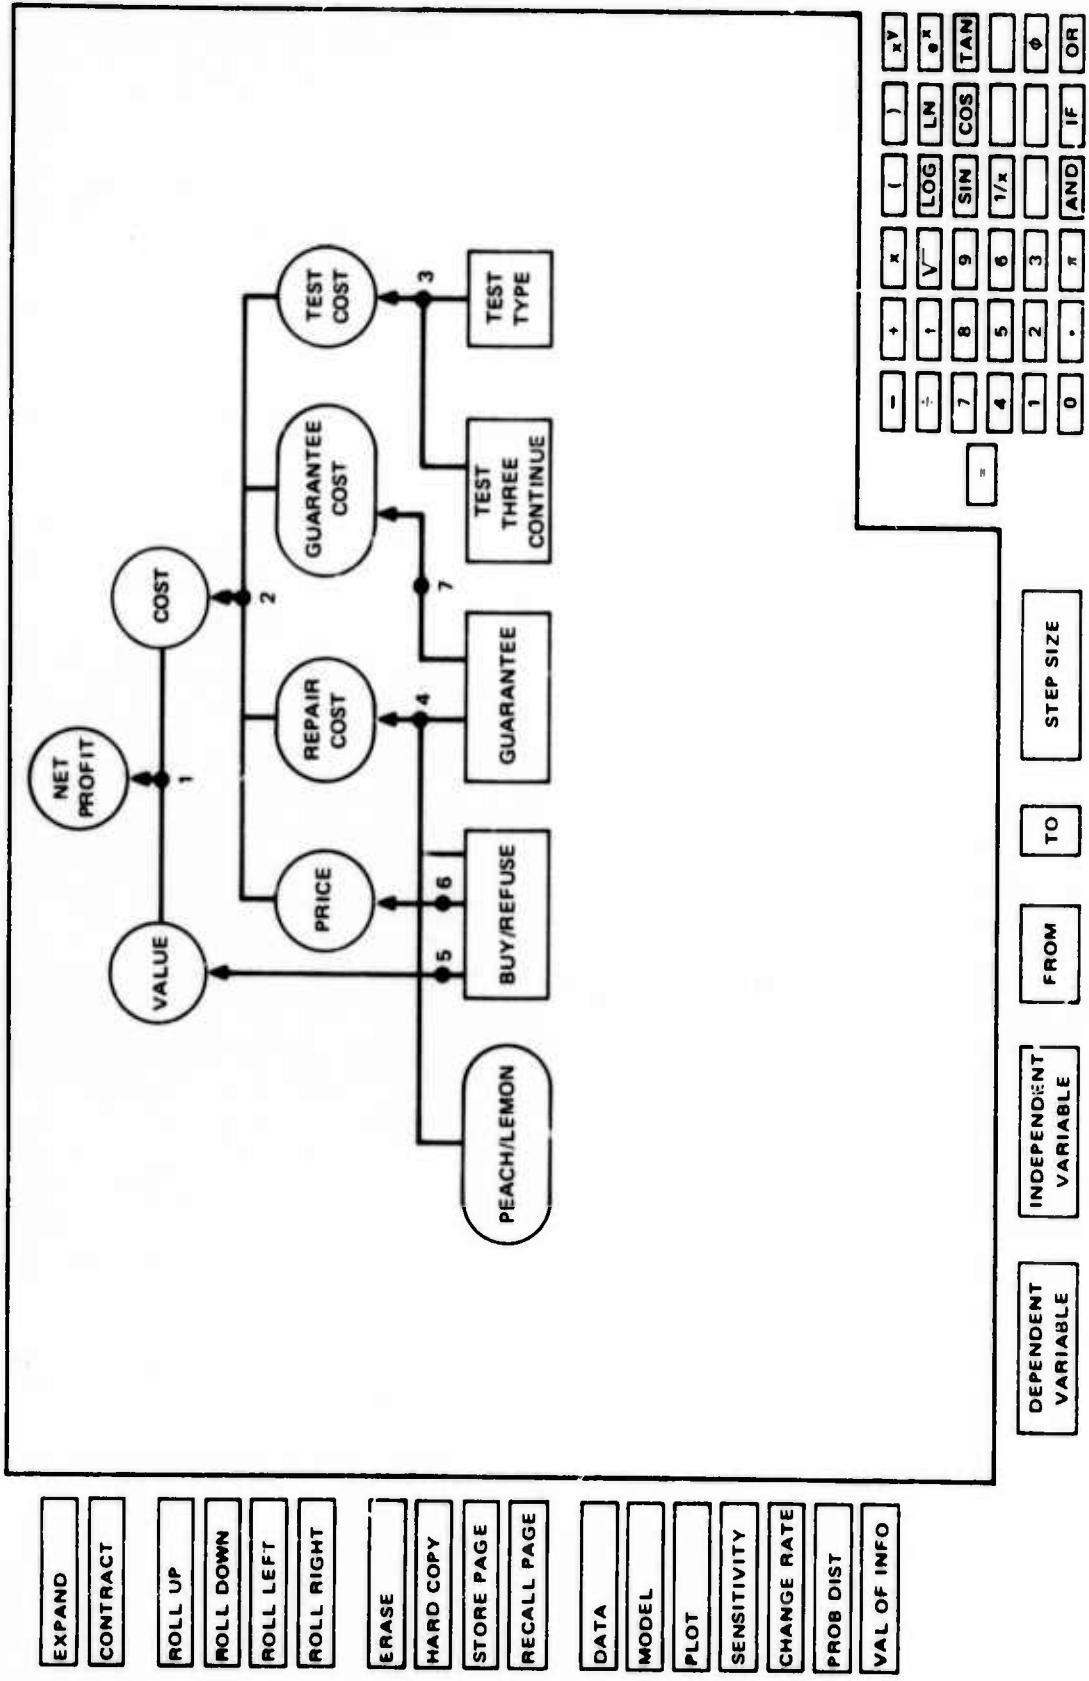 EXPAND
CONTRACT
ROLL UP
ROLL DOWN
ROLL LEFT
ROLL RIGHT
ERASE
HARD COPY
STORE PAGE
RECALL PAGE
DATA
MODEL
PLOT
SENSITIVITY
CHANGE RATE
PROB DIST
VAL OF INFO
NET
PROFIT
1
VALUE
COST
2
PRICE
REPAIR
COST
GUARANTEE
COST
TEST
COST
5
6
4
7
3
PEACH/LEMON
BUY/REFUSE
GUARANTEE
TEST
THREE
CONTINUE
TEST
TYPE
DEPENDENT
VARIABLE
INDEPENDENT
VARIABLE
FROM
TO
STEP SIZE
=
− + × ( ) xʸ
÷ ↑ √ LOG LN eˣ
7 8 9 SIN COS TAN
4 5 6 1/x
1 2 3 Φ
0 . π AND IF OR